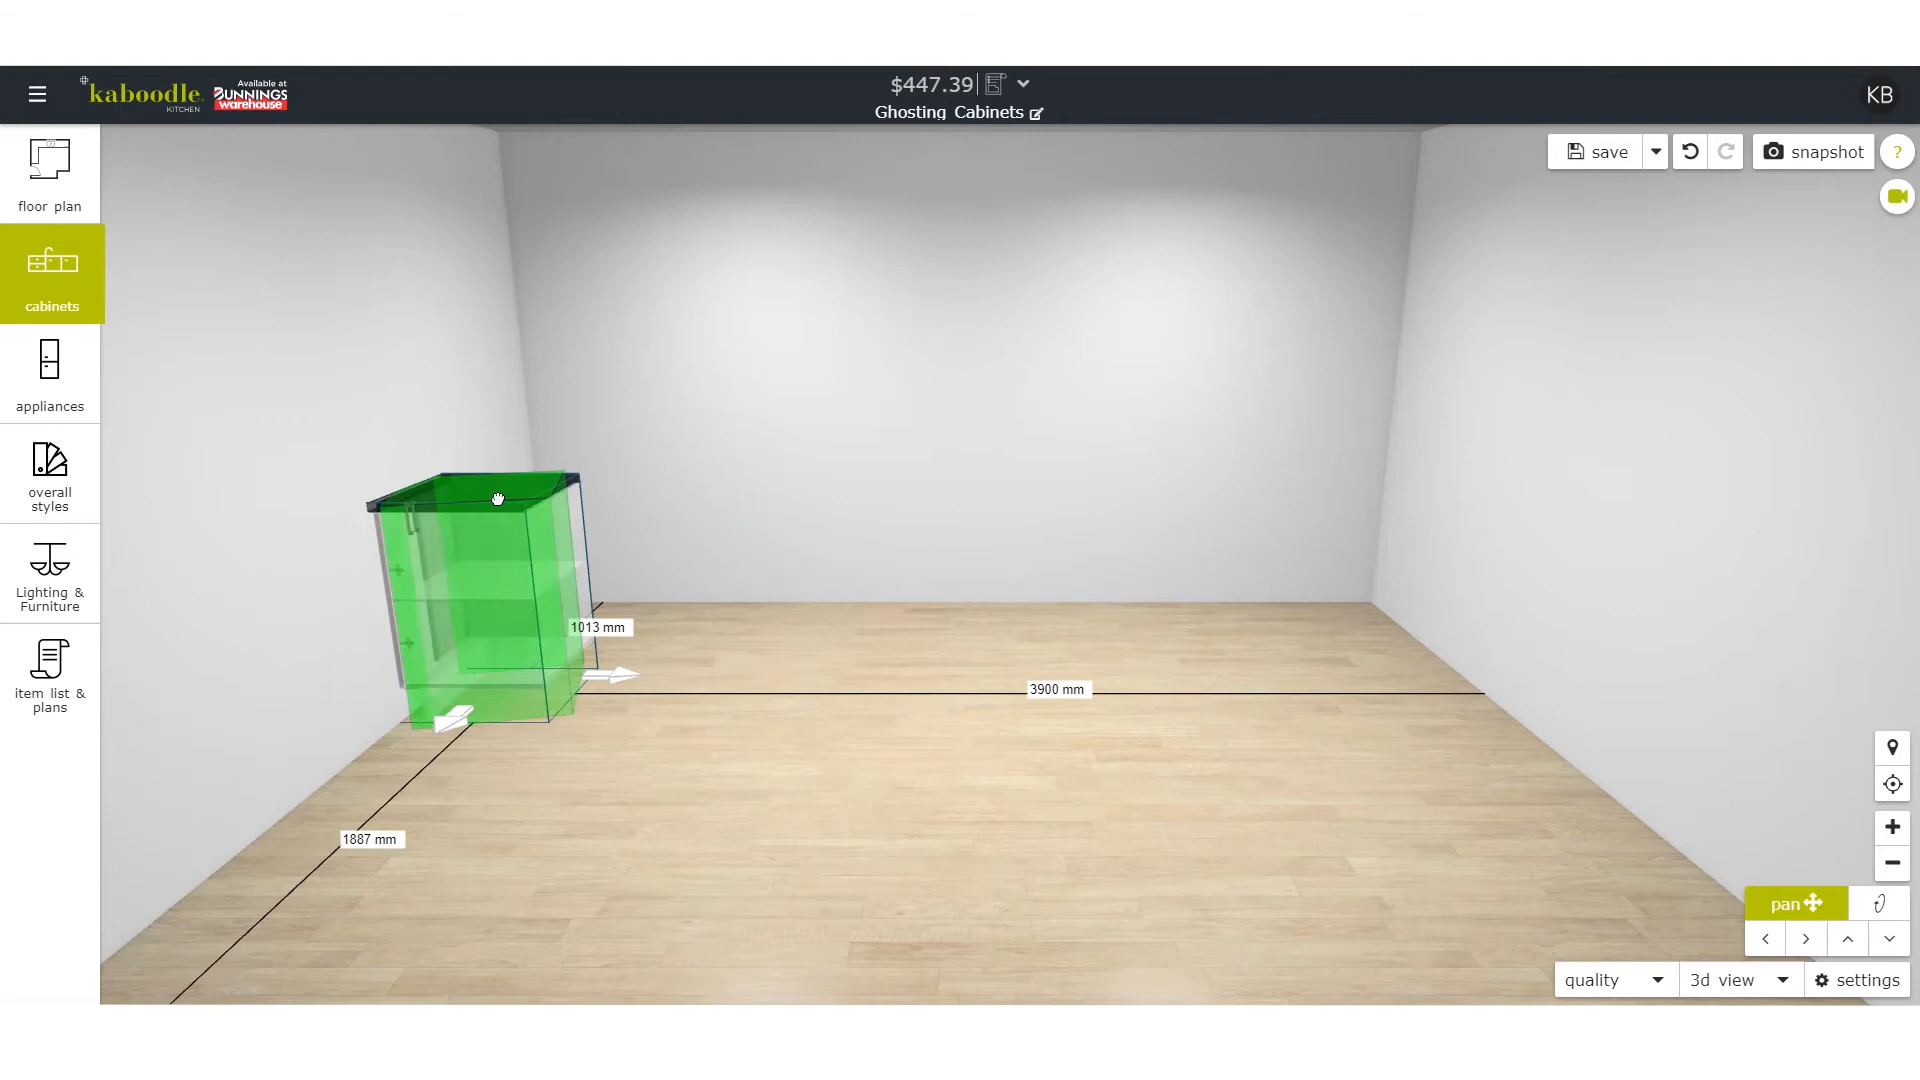 kaboodle
KITCHEN
Available at
BUNNINGS
warehouse
$447.39
Ghosting Cabinets
KB
floor plan
cabinets
appliances
overall
styles
Lighting &
Furniture
item list &
plans
save
snapshot
?
1013 mm
3900 mm
1887 mm
pan
quality
3d view
settings